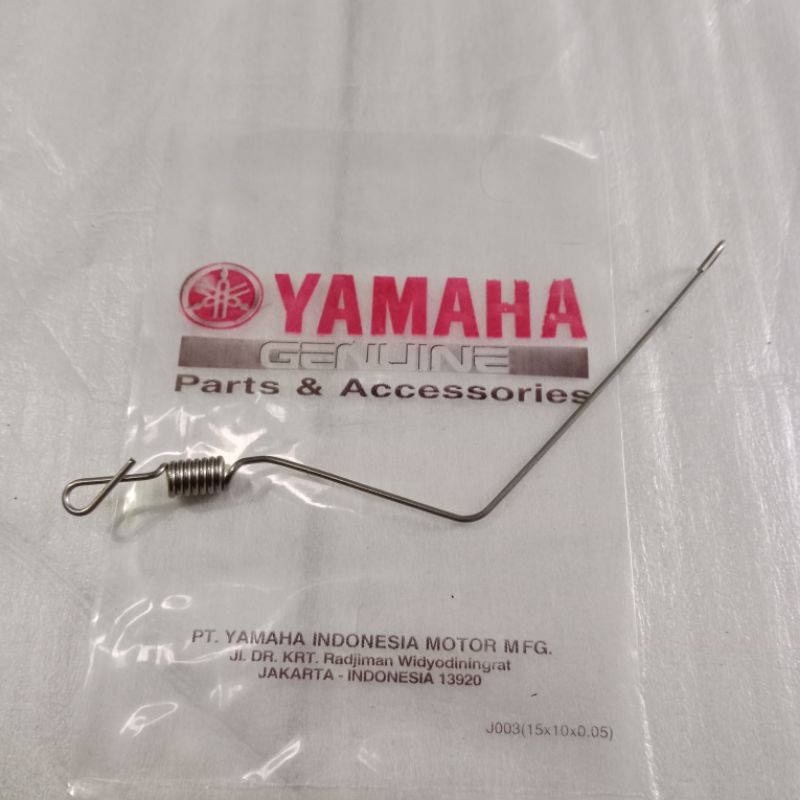 YAMAHA
GENUINE
Parts & Accessories
PT. YAMAHA INDONESIA MOTOR MFG.
Jl. DR. KRT. Radjiman Widyodiningrat
JAKARTA - INDONESIA 13920
J003(15x10x0.05)